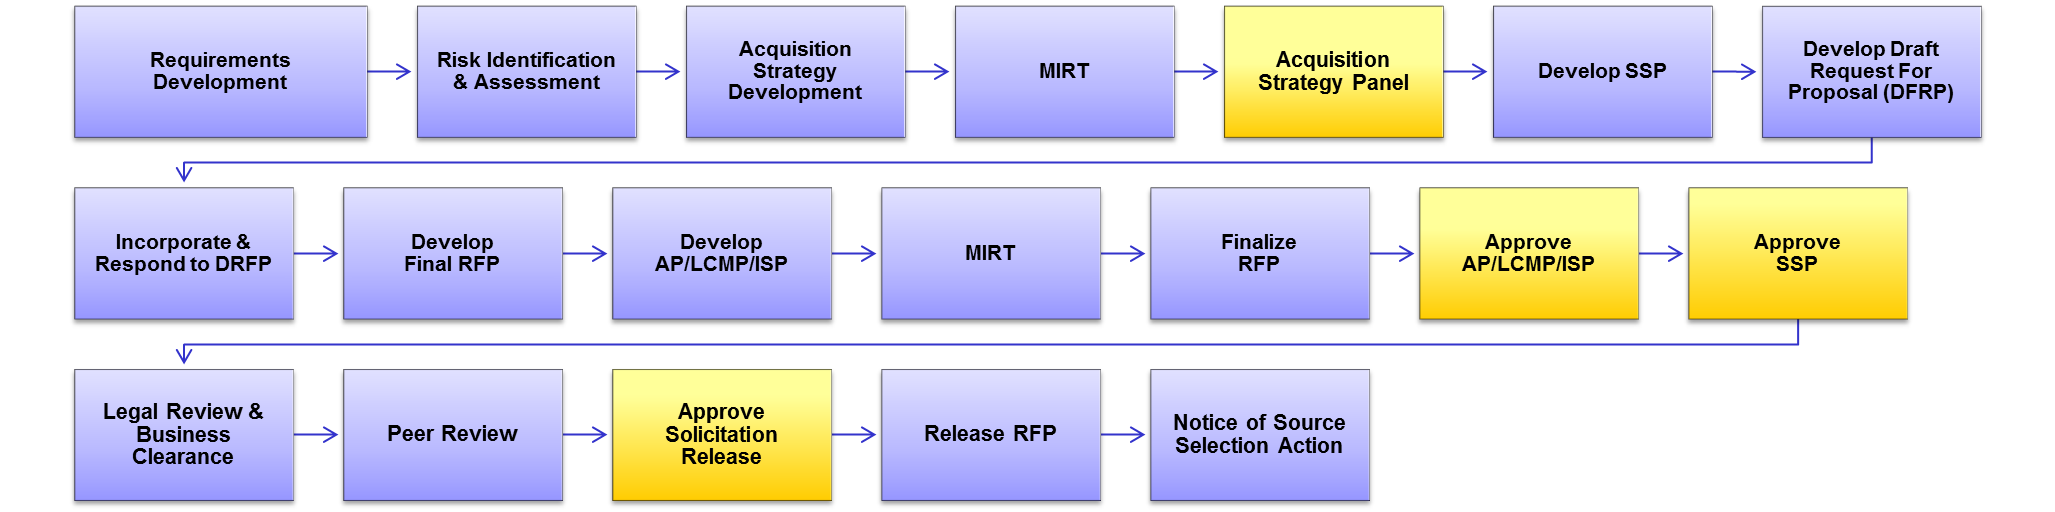 Requirements
Development
Risk Identification
& Assessment
Acquisition
Strategy
Development
MIRT
Acquisition
Strategy Panel
Develop SSP
Develop Draft
Request For
Proposal (DFRP)
Incorporate &
Respond to DRFP
Develop
Final RFP
Develop
AP/LCMP/ISP
MIRT
Finalize
RFP
Approve
AP/LCMP/ISP
Approve
SSP
Legal Review &
Business
Clearance
Peer Review
Approve
Solicitation
Release
Release RFP
Notice of Source
Selection Action